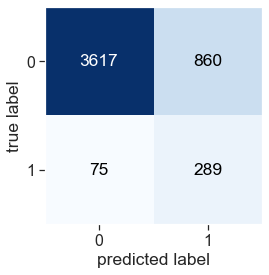 true label
0 3617 860
1 75 289
0 1
predicted label